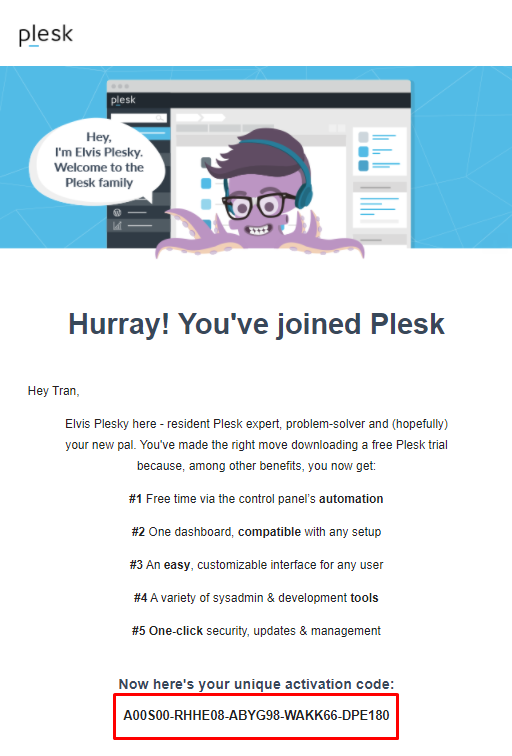 plesk
plesk
Hey,
I'm Elvis Plesky.
Welcome to the
Plesk family
Hurray! You've joined Plesk
Hey Tran,
Elvis Plesky here - resident Plesk expert, problem-solver and (hopefully)
your new pal. You've made the right move downloading a free Plesk trial
because, among other benefits, you now get:
#1 Free time via the control panel’s automation
#2 One dashboard, compatible with any setup
#3 An easy, customizable interface for any user
#4 A variety of sysadmin & development tools
#5 One-click security, updates & management
Now here's your unique activation code:
A00S00-RHHE08-ABYG98-WAKK66-DPE180